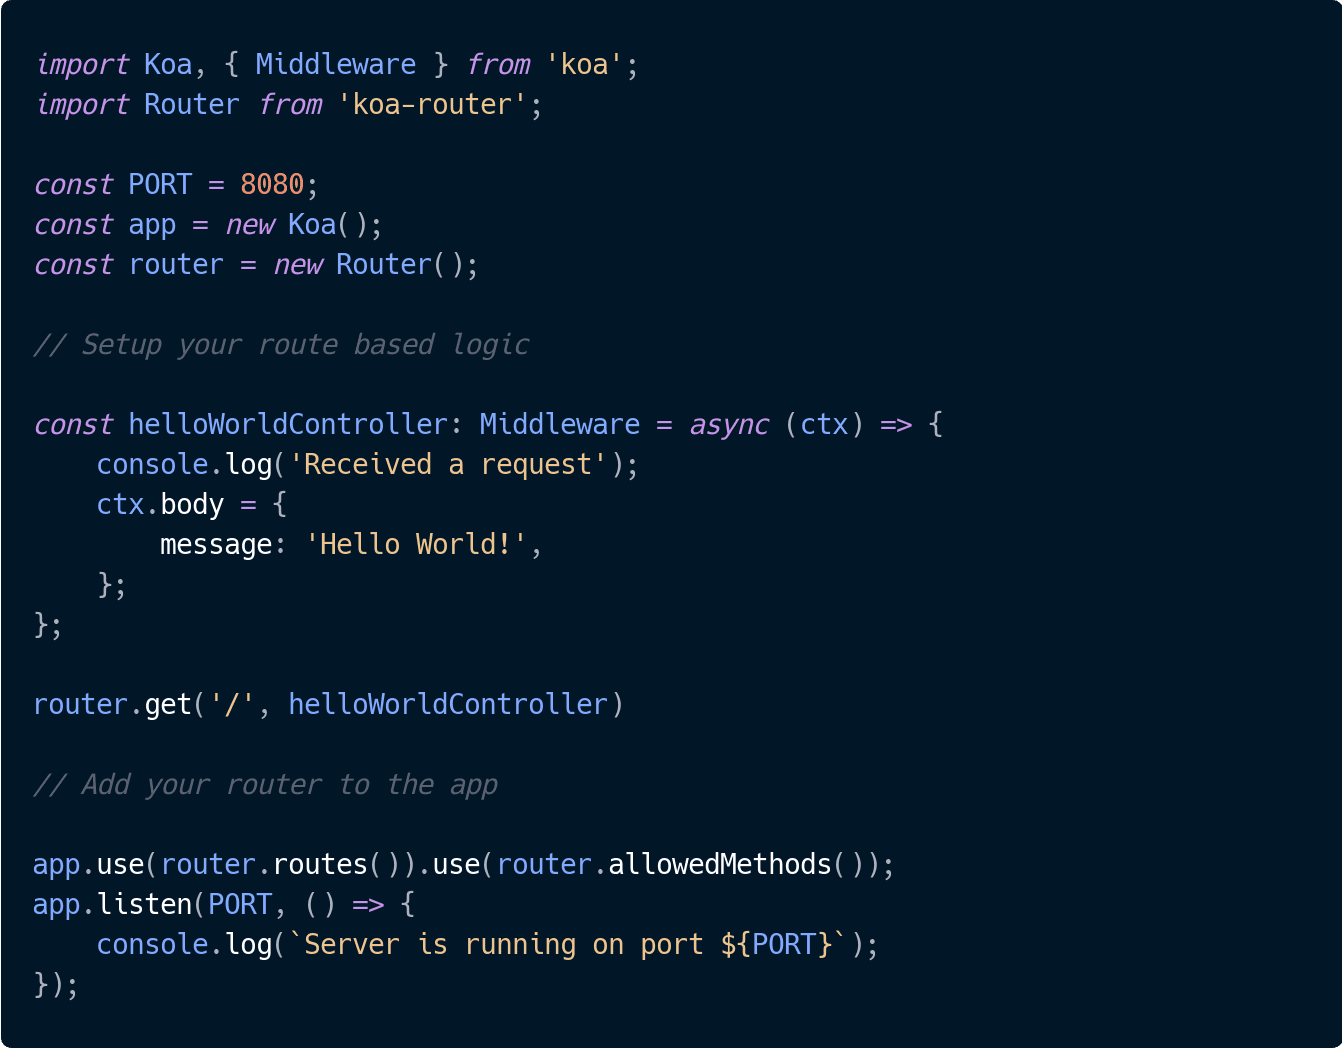 import Koa, { Middleware } from 'koa';
import Router from 'koa-router';

const PORT = 8080;
const app = new Koa();
const router = new Router();

// Setup your route based logic

const helloWorldController: Middleware = async (ctx) => {
    console.log('Received a request');
    ctx.body = {
        message: 'Hello World!',
    };
};

router.get('/', helloWorldController)

// Add your router to the app

app.use(router.routes()).use(router.allowedMethods());
app.listen(PORT, () => {
    console.log(`Server is running on port ${PORT}`);
});